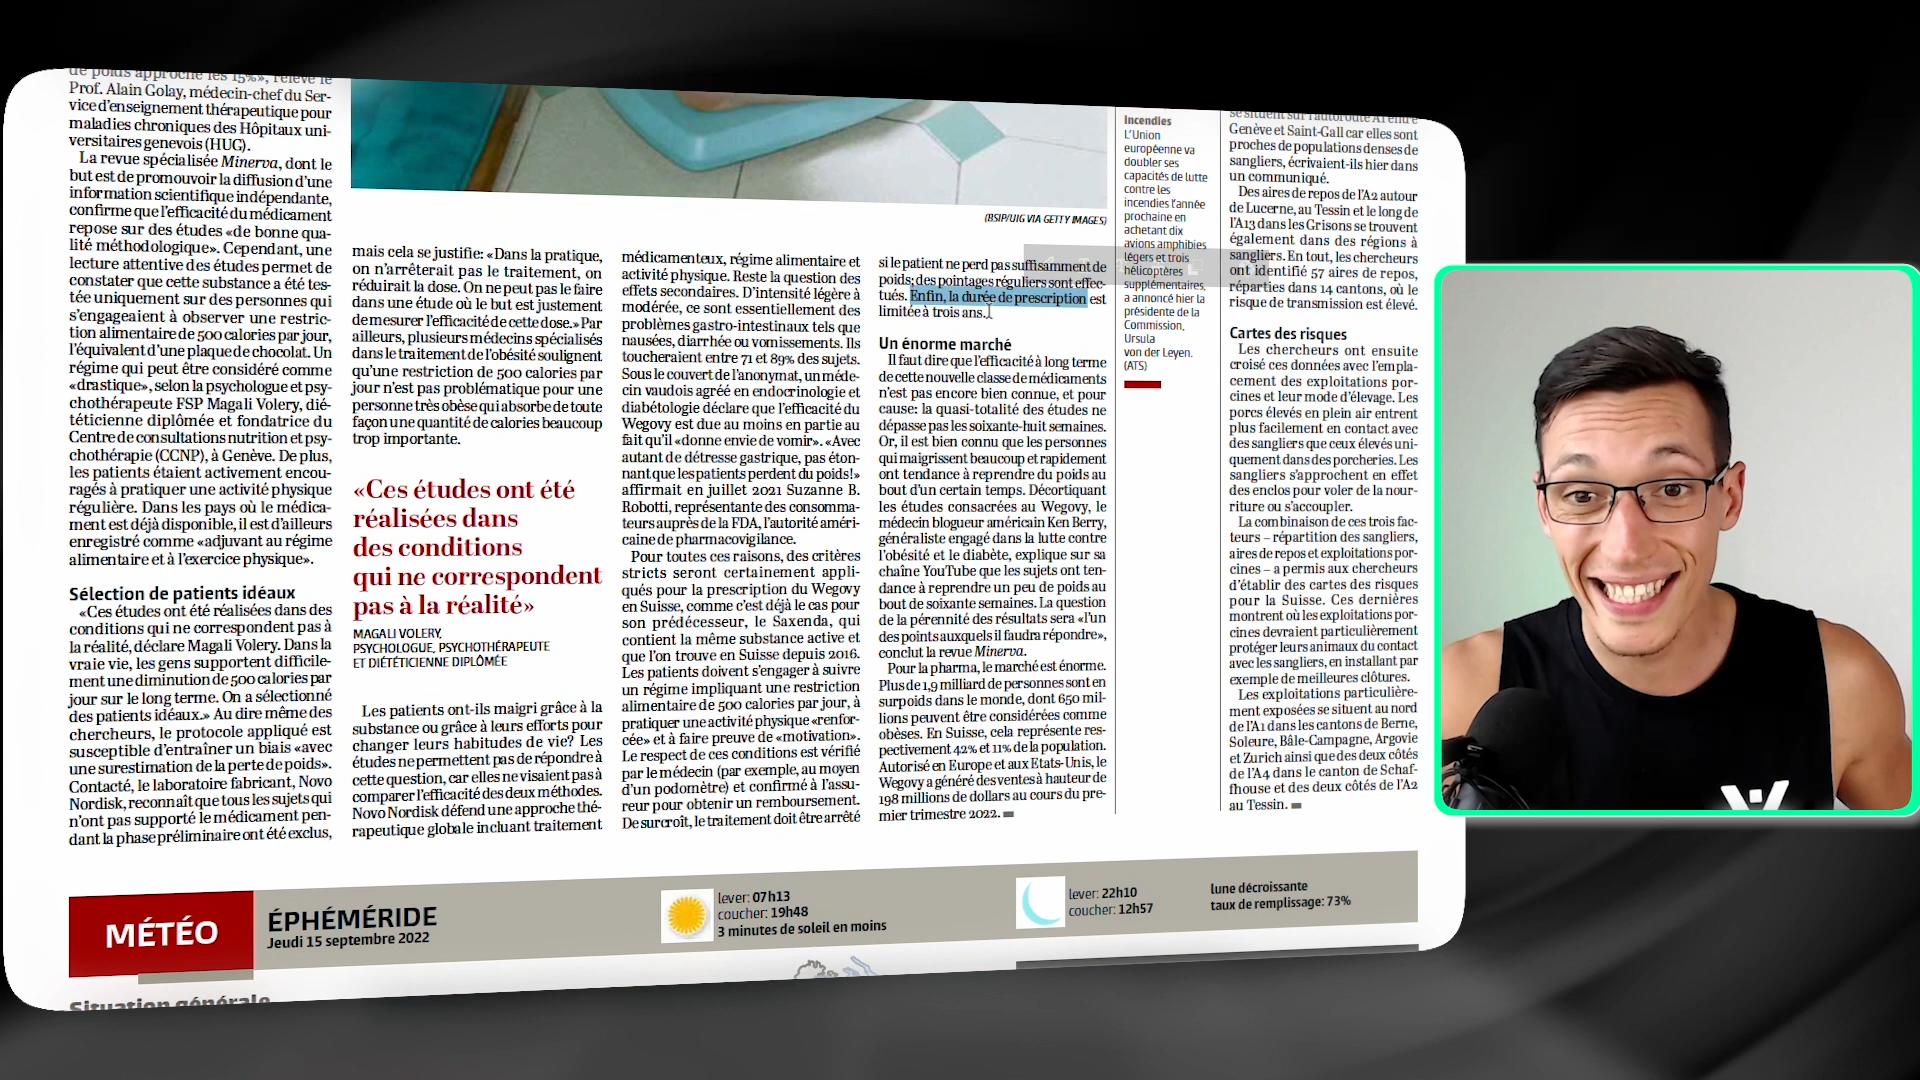 de poids approche les 15%», relève le
Prof. Alain Golay, médecin-chef du Ser-
vice d'enseignement thérapeutique pour
maladies chroniques des Hôpitaux uni-
versitaires genevois (HUG).
La revue spécialisée Minerva, dont le
but est de promouvoir la diffusion d'une
information scientifique indépendante,
confirme que l'efficacité du médicament
repose sur des études «de bonne qua-
lité méthodologique». Cependant, une
lecture attentive des études permet de
constater que cette substance a été tes-
tée uniquement sur des personnes qui
s'engageaient à observer une restric-
tion alimentaire de 500 calories par jour,
l'équivalent d'une plaque de chocolat. Un
régime qui peut être considéré comme
«drastique», selon la psychologue et psy-
chothérapeute FSP Magali Volery, dié-
téticienne diplômée et fondatrice du
Centre de consultations nutrition et psy-
chothérapie (CCNP), à Genève. De plus,
les patients étaient activement encou-
ragés à pratiquer une activité physique
régulière. Dans les pays où le médica-
ment est déjà disponible, il est d'ailleurs
enregistré comme «adjuvant au régime
alimentaire et à l'exercice physique».
Sélection de patients idéaux
«Ces études ont été réalisées dans des
conditions qui ne correspondent pas à
la réalité, déclare Magali Volery. Dans la
vraie vie, les gens supportent difficile-
ment une diminution de 500 calories par
jour sur le long terme. On a sélectionné
des patients idéaux.» Au dire même des
chercheurs, le protocole appliqué est
susceptible d'entraîner un biais «avec
une surestimation de la perte de poids».
Contacté, le laboratoire fabricant, Novo
Nordisk, reconnaît que tous les sujets qui
n'ont pas supporté le médicament pen-
dant la phase préliminaire ont été exclus,
(BSIP/UIG VIA GETTY IMAGES)
mais cela se justifie: «Dans la pratique,
on n'arrêterait pas le traitement, on
réduirait la dose. On ne peut pas le faire
dans une étude où le but est justement
de mesurer l'efficacité de cette dose.» Par
ailleurs, plusieurs médecins spécialisés
dans le traitement de l'obésité soulignent
qu'une restriction de 500 calories par
jour n'est pas problématique pour une
personne très obèse qui absorbe de toute
façon une quantité de calories beaucoup
trop importante.
«Ces études ont été
réalisées dans
des conditions
qui ne correspondent
pas à la réalité»
MAGALI VOLERY,
PSYCHOLOGUE, PSYCHOTHÉRAPEUTE
ET DIÉTÉTICIENNE DIPLÔMÉE
Les patients ont-ils maigri grâce à la
substance ou grâce à leurs efforts pour
changer leurs habitudes de vie? Les
études ne permettent pas de répondre à
cette question, car elles ne visaient pas à
comparer l'efficacité des deux méthodes.
Novo Nordisk défend une approche thé-
rapeutique globale incluant traitement
médicamenteux, régime alimentaire et
activité physique. Reste la question des
effets secondaires. D'intensité légère à
modérée, ce sont essentiellement des
problèmes gastro-intestinaux tels que
nausées, diarrhée ou vomissements. Ils
toucheraient entre 71 et 89% des sujets.
Sous le couvert de l'anonymat, un méde-
cin vaudois agréé en endocrinologie et
diabétologie déclare que l'efficacité du
Wegovy est due au moins en partie au
fait qu'il «donne envie de vomir». «Avec
autant de détresse gastrique, pas éton-
nant que les patients perdent du poids!»
affirmait en juillet 2021 Suzanne B.
Robotti, représentante des consomma-
teurs auprès de la FDA, l'autorité améri-
caine de pharmacovigilance.
Pour toutes ces raisons, des critères
stricts seront certainement appli-
qués pour la prescription du Wegovy
en Suisse, comme c'est déjà le cas pour
son prédécesseur, le Saxenda, qui
contient la même substance active et
que l'on trouve en Suisse depuis 2016.
Les patients doivent s'engager à suivre
un régime impliquant une restriction
alimentaire de 500 calories par jour, à
pratiquer une activité physique «renfor-
cée» et à faire preuve de «motivation».
Le respect de ces conditions est vérifié
par le médecin (par exemple, au moyen
d'un podomètre) et confirmé à l'assu-
reur pour obtenir un remboursement.
De surcroît, le traitement doit être arrêté
si le patient ne perd pas suffisamment de
poids; des pointages réguliers sont effec-
tués. Enfin, la durée de prescription est
limitée à trois ans.
Un énorme marché
Il faut dire que l'efficacité à long terme
de cette nouvelle classe de médicaments
n'est pas encore bien connue, et pour
cause: la quasi-totalité des études ne
dépasse pas les soixante-huit semaines.
Or, il est bien connu que les personnes
qui maigrissent beaucoup et rapidement
ont tendance à reprendre du poids au
bout d'un certain temps. Décortiquant
les études consacrées au Wegovy, le
médecin blogueur américain Ken Berry,
généraliste engagé dans la lutte contre
l'obésité et le diabète, explique sur sa
chaîne YouTube que les sujets ont ten-
dance à reprendre un peu de poids au
bout de soixante semaines. La question
de la pérennité des résultats sera «l'un
des points auxquels il faudra répondre»,
conclut la revue Minerva.
Pour la pharma, le marché est énorme.
Plus de 1,9 milliard de personnes sont en
surpoids dans le monde, dont 650 mil-
lions peuvent être considérées comme
obèses. En Suisse, cela représente res-
pectivement 42% et 11% de la population.
Autorisé en Europe et aux Etats-Unis, le
Wegovy a généré des ventes à hauteur de
198 millions de dollars au cours du pre-
mier trimestre 2022.
Incendies
L'Union
européenne va
doubler ses
capacités de lutte
contre les
incendies l'année
prochaine en
achetant dix
avions amphibies
légers et trois
hélicoptères
supplémentaires,
a annoncé hier la
présidente de la
Commission,
Ursula
von der Leyen.
(ATS)
se situent sur l'autoroute A1 entre
Genève et Saint-Gall car elles sont
proches de populations denses de
sangliers, écrivaient-ils hier dans
un communiqué.
Des aires de repos de l'A2 autour
de Lucerne, au Tessin et le long de
l'A13 dans les Grisons se trouvent
également dans des régions à
sangliers. En tout, les chercheurs
ont identifié 57 aires de repos,
réparties dans 14 cantons, où le
risque de transmission est élevé.
Cartes des risques
Les chercheurs ont ensuite
croisé ces données avec l'empla-
cement des exploitations por-
cines et leur mode d'élevage. Les
porcs élevés en plein air entrent
plus facilement en contact avec
des sangliers que ceux élevés uni-
quement dans des porcheries. Les
sangliers s'approchent en effet
des enclos pour voler de la nour-
riture ou s'accoupler.
La combinaison de ces trois fac-
teurs – répartition des sangliers,
aires de repos et exploitations por-
cines – a permis aux chercheurs
d'établir des cartes des risques
pour la Suisse. Ces dernières
montrent où les exploitations por-
cines devraient particulièrement
protéger leurs animaux du contact
avec les sangliers, en installant par
exemple de meilleures clôtures.
Les exploitations particulière-
ment exposées se situent au nord
de l'A1 dans les cantons de Berne,
Soleure, Bâle-Campagne, Argovie
et Zurich ainsi que des deux côtés
de l'A4 dans le canton de Schaf-
fhouse et des deux côtés de l'A2
au Tessin.
MÉTÉO
ÉPHÉMÉRIDE
Jeudi 15 septembre 2022
lever: 07h13
coucher: 19h48
3 minutes de soleil en moins
lever: 22h10
coucher: 12h57
lune décroissante
taux de remplissage: 73%
Situation générale